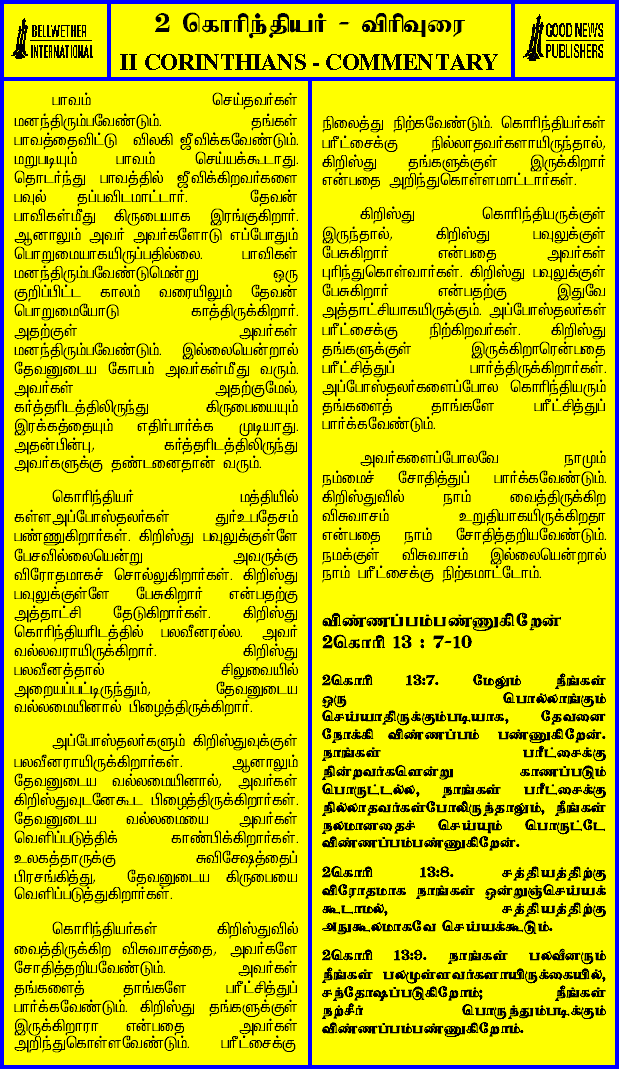 BELLWETHER
INTERNATIONAL
2 கொரிந்தியர் - விரிவுரை
II CORINTHIANS - COMMENTARY
GOOD NEWS
PUBLISHERS
பாவம் செய்தவர்கள்
மனந்திரும்பவேண்டும். தங்கள்
பாவத்தைவிட்டு விலகி ஜீவிக்கவேண்டும்.
மறுபடியும் பாவம் செய்யக்கூடாது.
தொடர்ந்து பாவத்தில் ஜீவிக்கிறவர்களை
பவுல் தப்பவிடமாட்டார். தேவன்
பாவிகள்மீது கிருபையாக இரங்குகிறார்.
ஆனாலும் அவர் அவர்களோடு எப்போதும்
பொறுமையாகயிருப்பதில்லை. பாவிகள்
மனந்திரும்பவேண்டுமென்று ஒரு
குறிப்பிட்ட காலம் வரையிலும் தேவன்
பொறுமையோடு காத்திருக்கிறார்.
அதற்குள் அவர்கள்
மனந்திரும்பவேண்டும். இல்லையென்றால்
தேவனுடைய கோபம் அவர்கள்மீது வரும்.
அவர்கள் அதற்குமேல்,
கர்த்தரிடத்திலிருந்து கிருபையையும்
இரக்கத்தையும் எதிர்பார்க்க முடியாது.
அதன்பின்பு, கர்த்தரிடத்திலிருந்து
அவர்களுக்கு தண்டனைதான் வரும்.
கொரிந்தியர் மத்தியில்
கள்ளஅப்போஸ்தலர்கள் துர்உபதேசம்
பண்ணுகிறார்கள். கிறிஸ்து பவுலுக்குள்ளே
பேசவில்லையென்று அவருக்கு
விரோதமாகச் சொல்லுகிறார்கள். கிறிஸ்து
பவுலுக்குள்ளே பேசுகிறார் என்பதற்கு
அத்தாட்சி தேடுகிறார்கள். கிறிஸ்து
கொரிந்தியரிடத்தில் பலவீனரல்ல. அவர்
வல்லவராயிருக்கிறார். கிறிஸ்து
பலவீனத்தால் சிலுவையில்
அறையப்பட்டிருந்தும், தேவனுடைய
வல்லமையினால் பிழைத்திருக்கிறார்.
அப்போஸ்தலர்களும் கிறிஸ்துவுக்குள்
பலவீனராயிருக்கிறார்கள். ஆனாலும்
தேவனுடைய வல்லமையினால், அவர்கள்
கிறிஸ்துவுடனேகூட பிழைத்திருக்கிறார்கள்.
தேவனுடைய வல்லமையை அவர்கள்
வெளிப்படுத்திக் காண்பிக்கிறார்கள்.
உலகத்தாருக்கு சுவிசேஷத்தைப்
பிரசங்கித்து, தேவனுடைய கிருபையை
வெளிப்படுத்துகிறார்கள்.
கொரிந்தியர்கள் கிறிஸ்துவில்
வைத்திருக்கிற விசுவாசத்தை, அவர்களே
சோதித்தறியவேண்டும். அவர்கள்
தங்களைத் தாங்களே பரீட்சித்துப்
பார்க்கவேண்டும். கிறிஸ்து தங்களுக்குள்
இருக்கிறாரா என்பதை அவர்கள்
அறிந்துகொள்ளவேண்டும். பரீட்சைக்கு
நிலைத்து நிற்கவேண்டும். கொரிந்தியர்கள்
பரீட்சைக்கு நில்லாதவர்களாயிருந்தால்,
கிறிஸ்து தங்களுக்குள் இருக்கிறார்
என்பதை அறிந்துகொள்ளமாட்டார்கள்.
கிறிஸ்து கொரிந்தியருக்குள்
இருந்தால், கிறிஸ்து பவுலுக்குள்
பேசுகிறார் என்பதை அவர்கள்
புரிந்துகொள்வார்கள். கிறிஸ்து பவுலுக்குள்
பேசுகிறார் என்பதற்கு இதுவே
அத்தாட்சியாகயிருக்கும். அப்போஸ்தலர்கள்
பரீட்சைக்கு நிற்கிறவர்கள். கிறிஸ்து
தங்களுக்குள் இருக்கிறாரென்பதை
பரீட்சித்துப் பார்த்திருக்கிறார்கள்.
அப்போஸ்தலர்களைப்போல கொரிந்தியரும்
தங்களைத் தாங்களே பரீட்சித்துப்
பார்க்கவேண்டும்.
அவர்களைப்போலவே நாமும்
நம்மைச் சோதித்துப் பார்க்கவேண்டும்.
கிறிஸ்துவில் நாம் வைத்திருக்கிற
விசுவாசம் உறுதியாகயிருக்கிறதா
என்பதை நாம் சோதித்தறியவேண்டும்.
நமக்குள் விசுவாசம் இல்லையென்றால்
நாம் பரீட்சைக்கு நிற்கமாட்டோம்.
விண்ணப்பம்பண்ணுகிறேன்
2கொரி 13 : 7-10
2கொரி 13:7. மேலும் நீங்கள்
ஒரு பொல்லாங்கும்
செய்யாதிருக்கும்படியாக, தேவனை
நோக்கி விண்ணப்பம் பண்ணுகிறேன்.
நாங்கள் பரீட்சைக்கு
நின்றவர்களென்று காணப்படும்
பொருட்டல்ல, நாங்கள் பரீட்சைக்கு
நில்லாதவர்கள்போலிருந்தாலும், நீங்கள்
நலமானதைச் செய்யும் பொருட்டே
விண்ணப்பம்பண்ணுகிறேன்.
2கொரி 13:8. சத்தியத்திற்கு
விரோதமாக நாங்கள் ஒன்றுஞ்செய்யக்
கூடாமல், சத்தியத்திற்கு
அநுகூலமாகவே செய்யக்கூடும்.
2கொரி 13:9. நாங்கள் பலவீனரும்
நீங்கள் பலமுள்ளவர்களாயிருக்கையில்,
சந்தோஷப்படுகிறோம்; நீங்கள்
நற்சீர் பொருந்தும்படிக்கும்
விண்ணப்பம்பண்ணுகிறோம்.